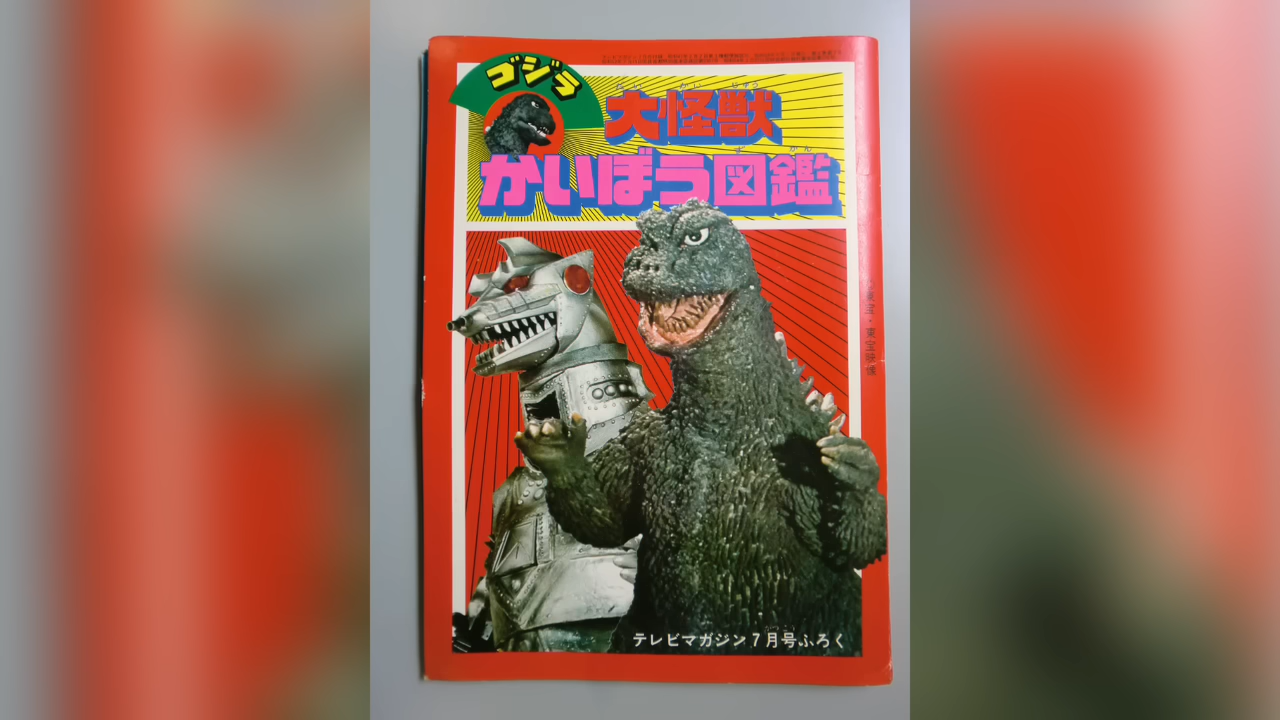 ゴジラ
大怪獣
かいぼう図鑑
テレビマガジン7月号ふろく